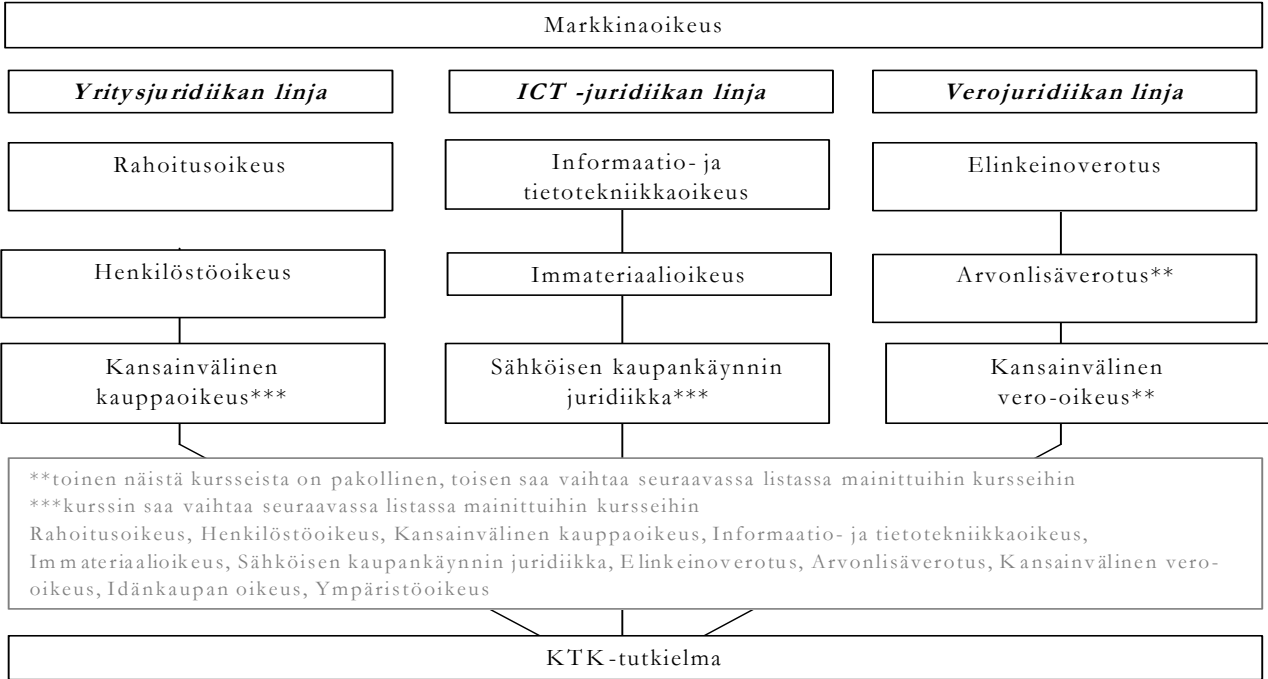 Markkinaoikeus
Yritysjuridiikan linja
ICT -juridiikan linja
Verojuridiikan linja
Rahoitusoikeus
Informaatio- ja
tietotekniikkaoikeus
Elinkeinoverotus
Henkilöstöoikeus
Immateriaalioikeus
Arvonlisäverotus**
Kansainvälinen
kauppaoikeus***
Sähköisen kaupankäynnin
juridiikka***
Kansainvälinen
vero-oikeus**
**toinen näistä kursseista on pakollinen, toisen saa vaihtaa seuraavassa listassa mainittuihin kursseihin
***kurssin saa vaihtaa seuraavassa listassa mainittuihin kursseihin
Rahoitusoikeus, Henkilöstöoikeus, Kansainvälinen kauppaoikeus, Informaatio- ja tietotekniikkaoikeus,
Immateriaalioikeus, Sähköisen kaupankäynnin juridiikka, Elinkeinoverotus, Arvonlisäverotus, Kansainvälinen vero-
oikeus, Idänkaupan oikeus, Ympäristöoikeus
KTK-tutkielma